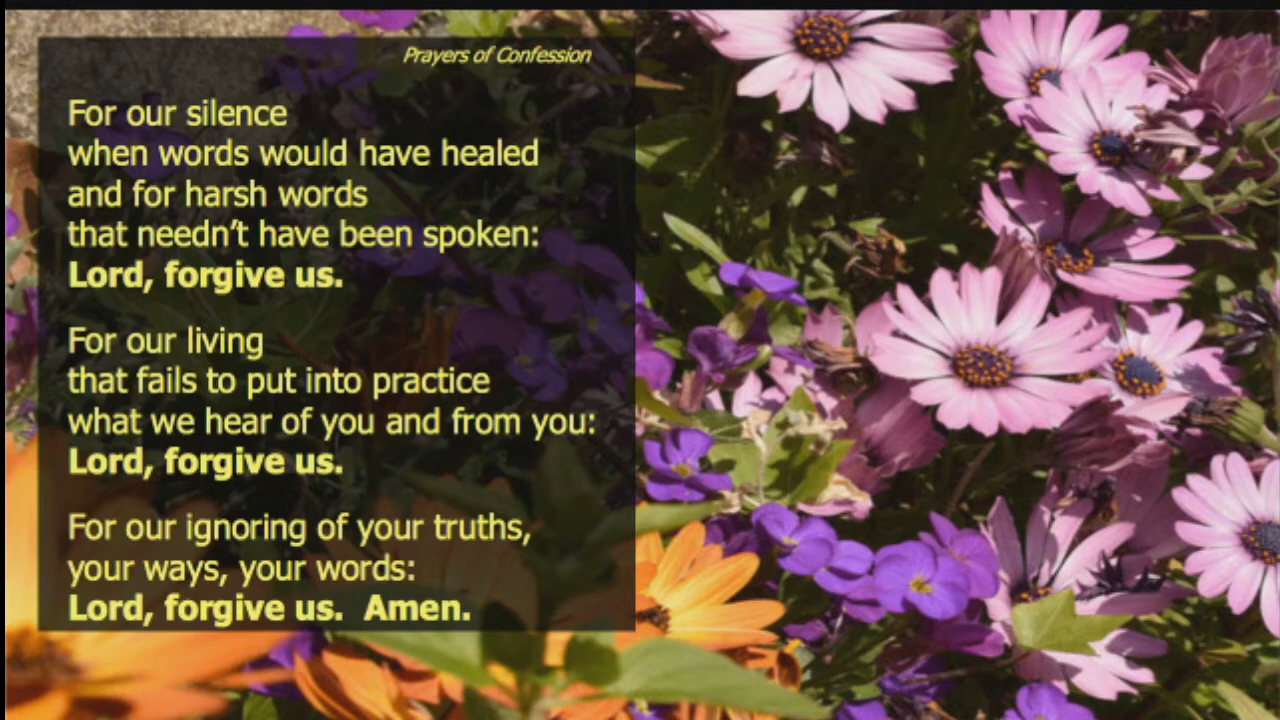 Prayers of Confession
For our silence
when words would have healed
and for harsh words
that needn't have been spoken:
Lord, forgive us.
For our living
that fails to put into practice
what we hear of you and from you:
Lord, forgive us.
For our ignoring of your truths,
your ways, your words:
Lord, forgive us.  Amen.